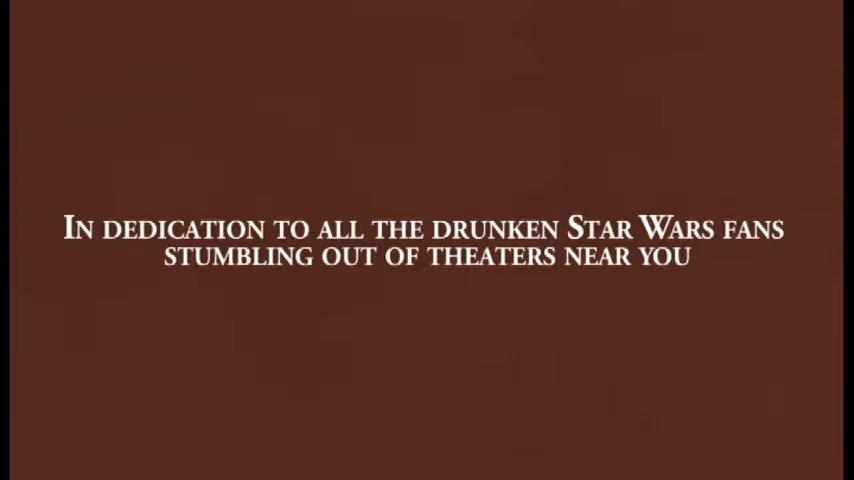 In dedication to all the drunken Star Wars fans
stumbling out of theaters near you